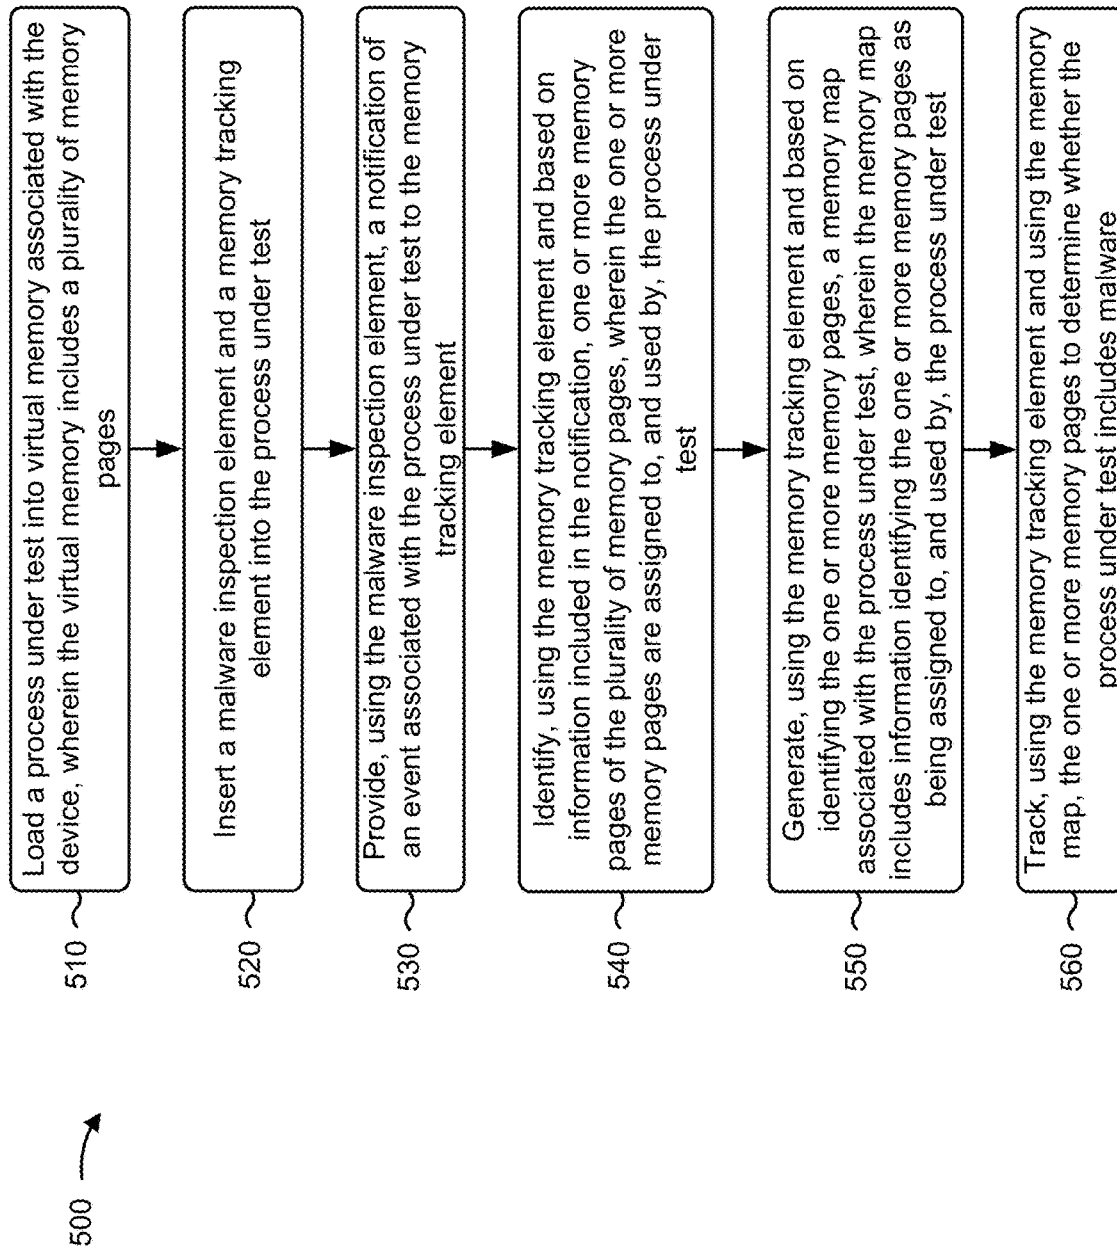 500
510
Load a process under test into virtual memory associated with the
device, wherein the virtual memory includes a plurality of memory
pages
520
Insert a malware inspection element and a memory tracking
element into the process under test
530
Provide, using the malware inspection element, a notification of
an event associated with the process under test to the memory
tracking element
540
Identify, using the memory tracking element and based on
information included in the notification, one or more memory
pages of the plurality of memory pages, wherein the one or more
memory pages are assigned to, and used by, the process under
test
550
Generate, using the memory tracking element and based on
identifying the one or more memory pages, a memory map
associated with the process under test, wherein the memory map
includes information identifying the one or more memory pages as
being assigned to, and used by, the process under test
560
Track, using the memory tracking element and using the memory
map, the one or more memory pages to determine whether the
process under test includes malware